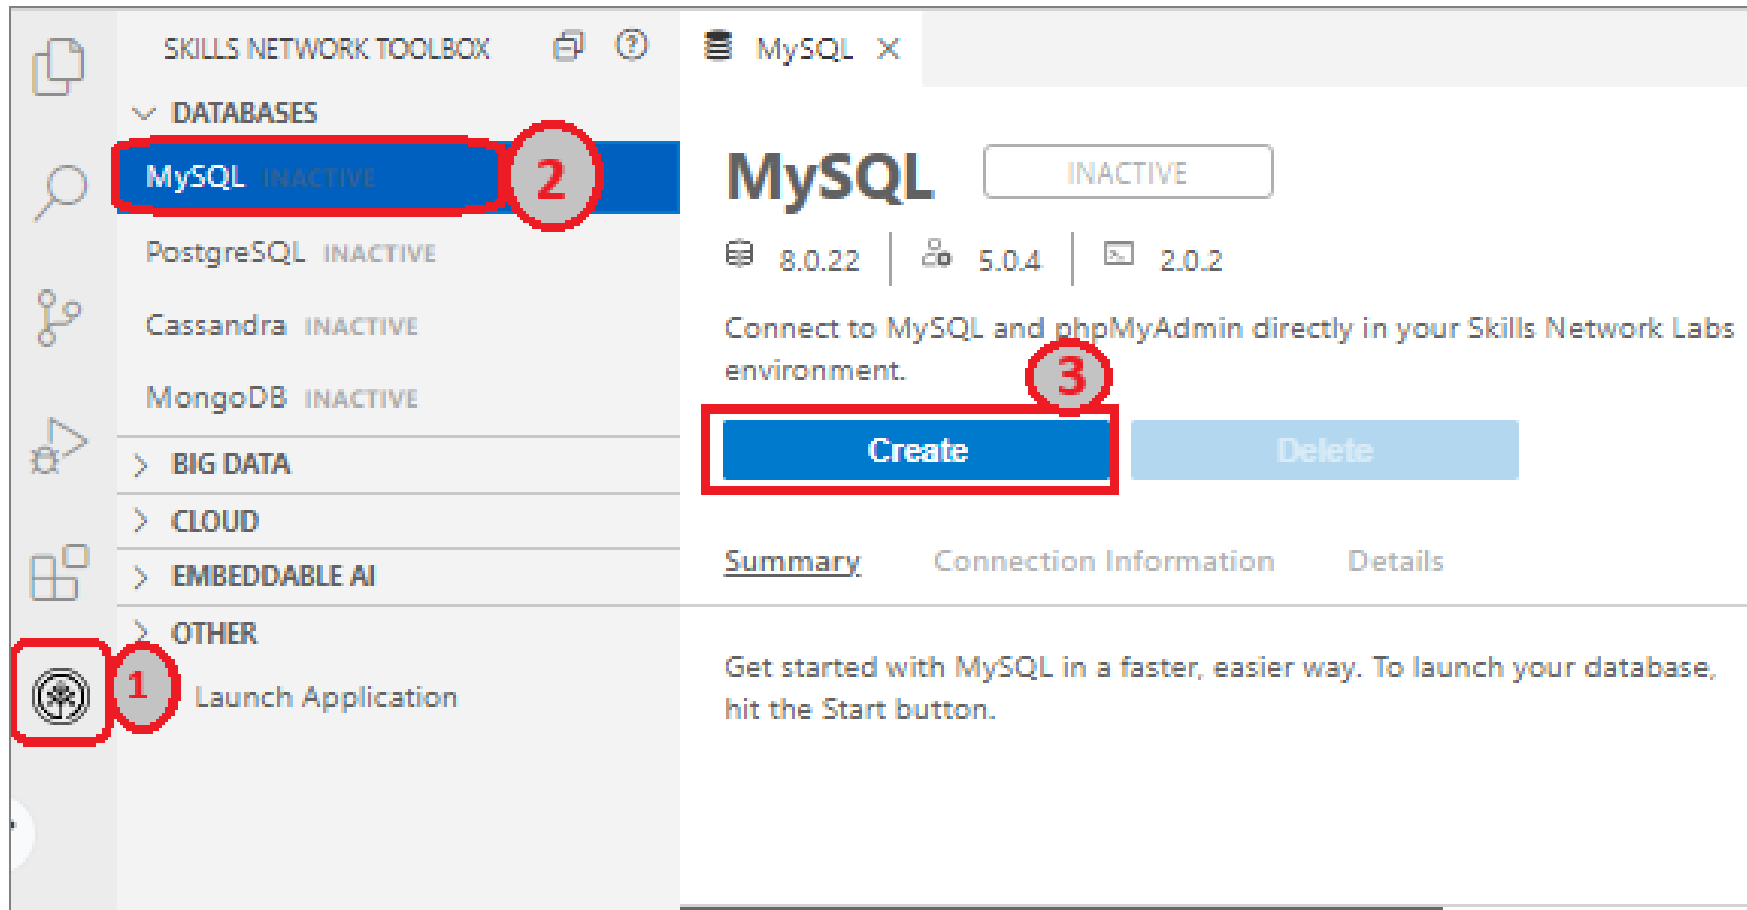 SKILLS NETWORK TOOLBOX
DATABASES
MySQL INACTIVE
2
PostgreSQL INACTIVE
Cassandra INACTIVE
MongoDB INACTIVE
BIG DATA
CLOUD
EMBEDDABLE AI
OTHER
1
Launch Application
MySQL
MySQL INACTIVE
8.0.22 5.0.4 2.0.2
Connect to MySQL and phpMyAdmin directly in your Skills Network Labs
environment.
3
Create Delete
Summary Connection Information Details
Get started with MySQL in a faster, easier way. To launch your database,
hit the Start button.